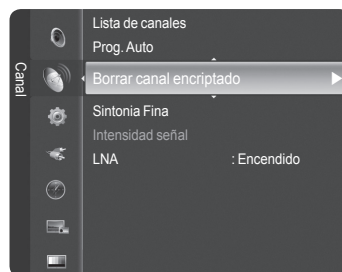 Canal
Lista de canales
Prog. Auto
Borrar canal encriptado
Sintonia Fina
Intensidad señal
LNA : Encendido